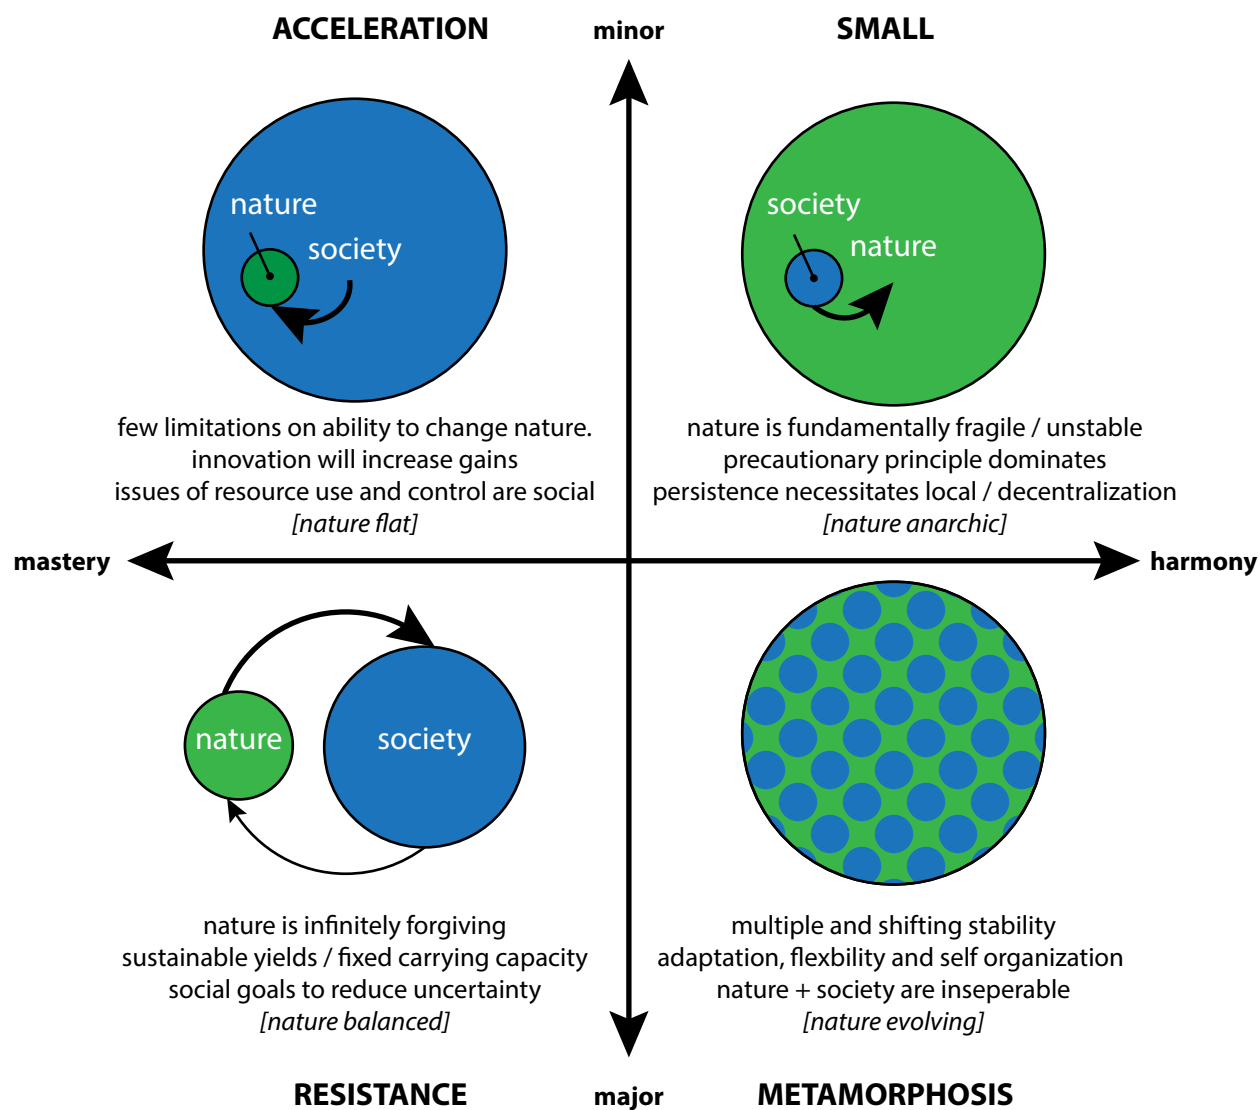 ACCELERATION
minor
SMALL
nature
society
society
nature
few limitations on ability to change nature.
innovation will increase gains
issues of resource use and control are social
[nature flat]
nature is fundamentally fragile / unstable
precautionary principle dominates
persistence necessitates local / decentralization
[nature anarchic]
mastery
harmony
nature
society
nature is infinitely forgiving
sustainable yields / fixed carrying capacity
social goals to reduce uncertainty
[nature balanced]
multiple and shifting stability
adaptation, flexbility and self organization
nature + society are inseperable
[nature evolving]
RESISTANCE
major
METAMORPHOSIS